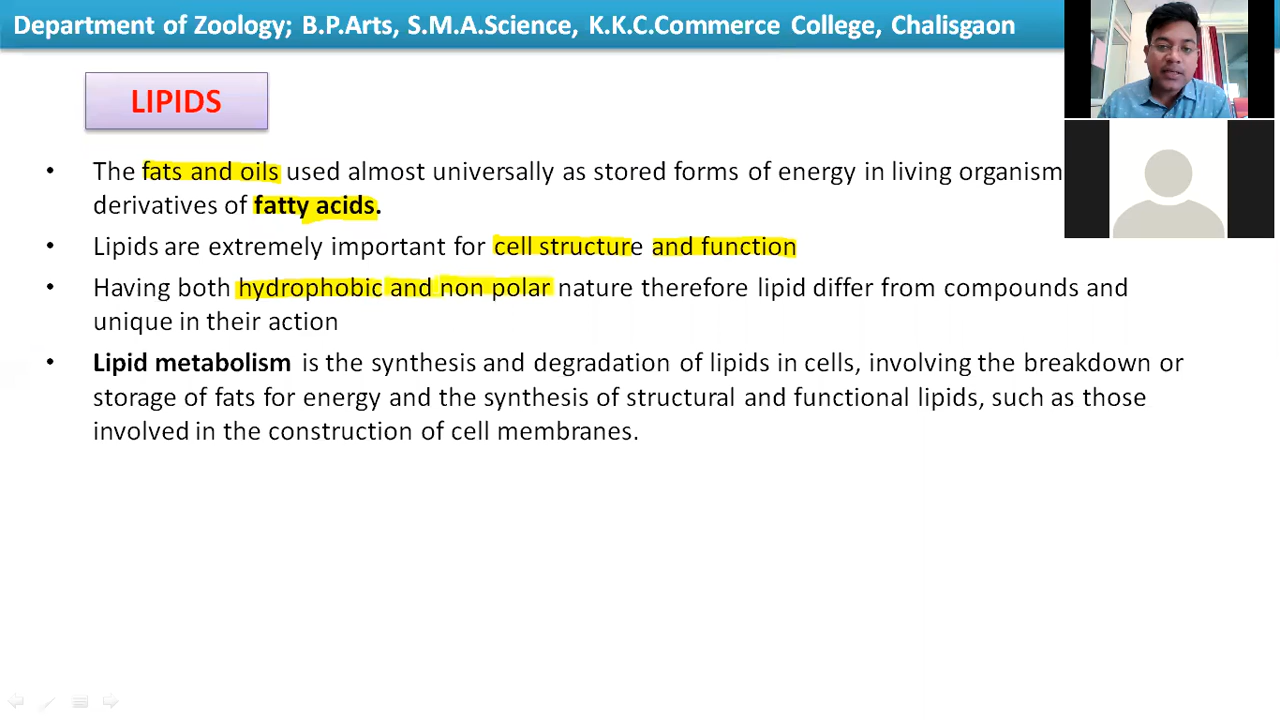 Department of Zoology; B.P.Arts, S.M.A.Science, K.K.C.Commerce College, Chalisgaon
LIPIDS
• The fats and oils used almost universally as stored forms of energy in living organism
derivatives of fatty acids.
• Lipids are extremely important for cell structure and function
• Having both hydrophobic and non polar nature therefore lipid differ from compounds and
unique in their action
• Lipid metabolism is the synthesis and degradation of lipids in cells, involving the breakdown or
storage of fats for energy and the synthesis of structural and functional lipids, such as those
involved in the construction of cell membranes.